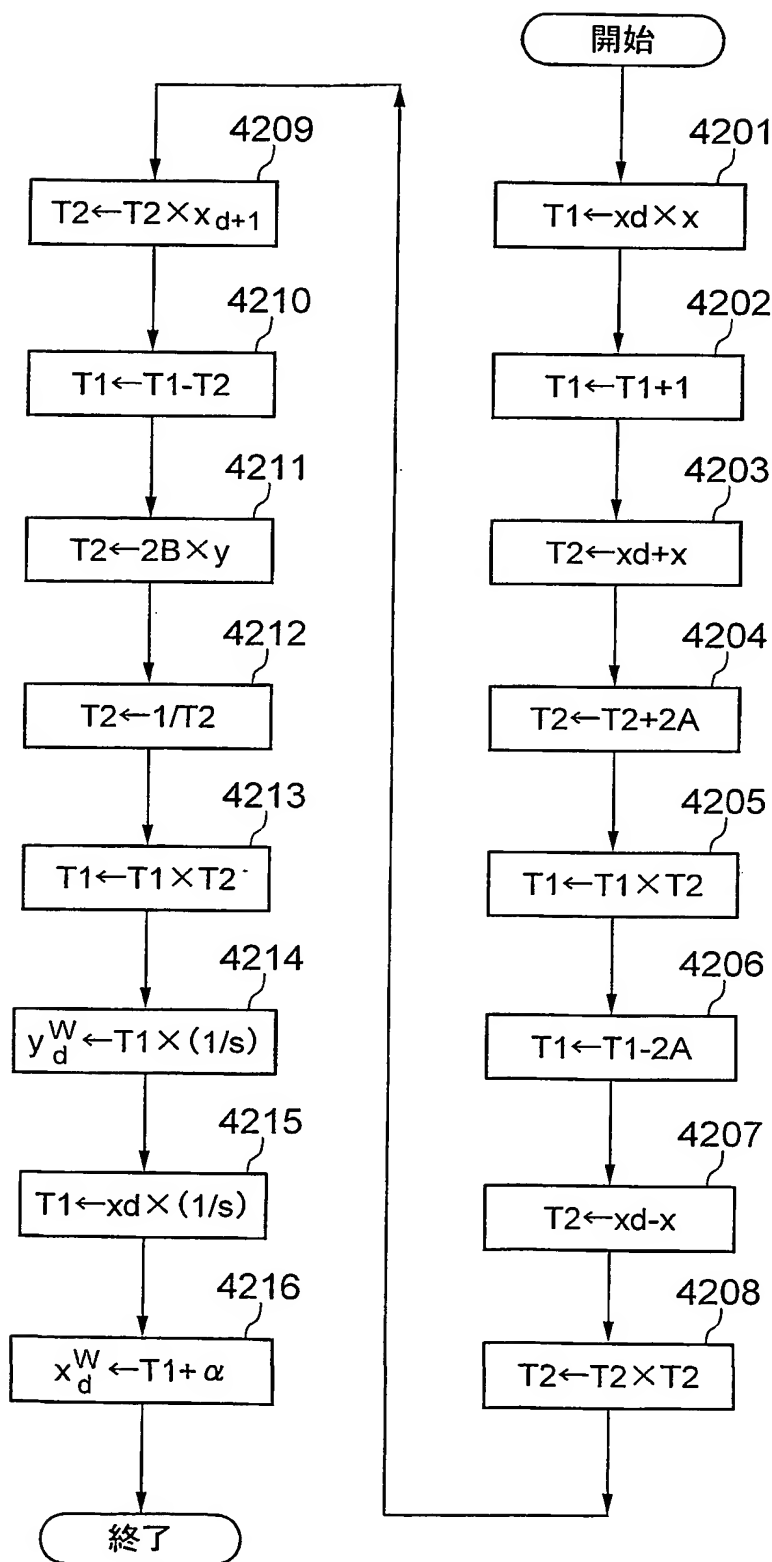 開始
4201
T1←xd×x
4202
T1←T1+1
4203
T2←xd+x
4204
T2←T2+2A
4205
T1←T1×T2
4206
T1←T1-2A
4207
T2←xd-x
4208
T2←T2×T2
4209
T2←T2×x_{d+1}
4210
T1←T1-T2
4211
T2←2B×y
4212
T2←1/T2
4213
T1←T1×T2
4214
y_d^W←T1×(1/s)
4215
T1←xd×(1/s)
4216
x_d^W←T1+α
終了